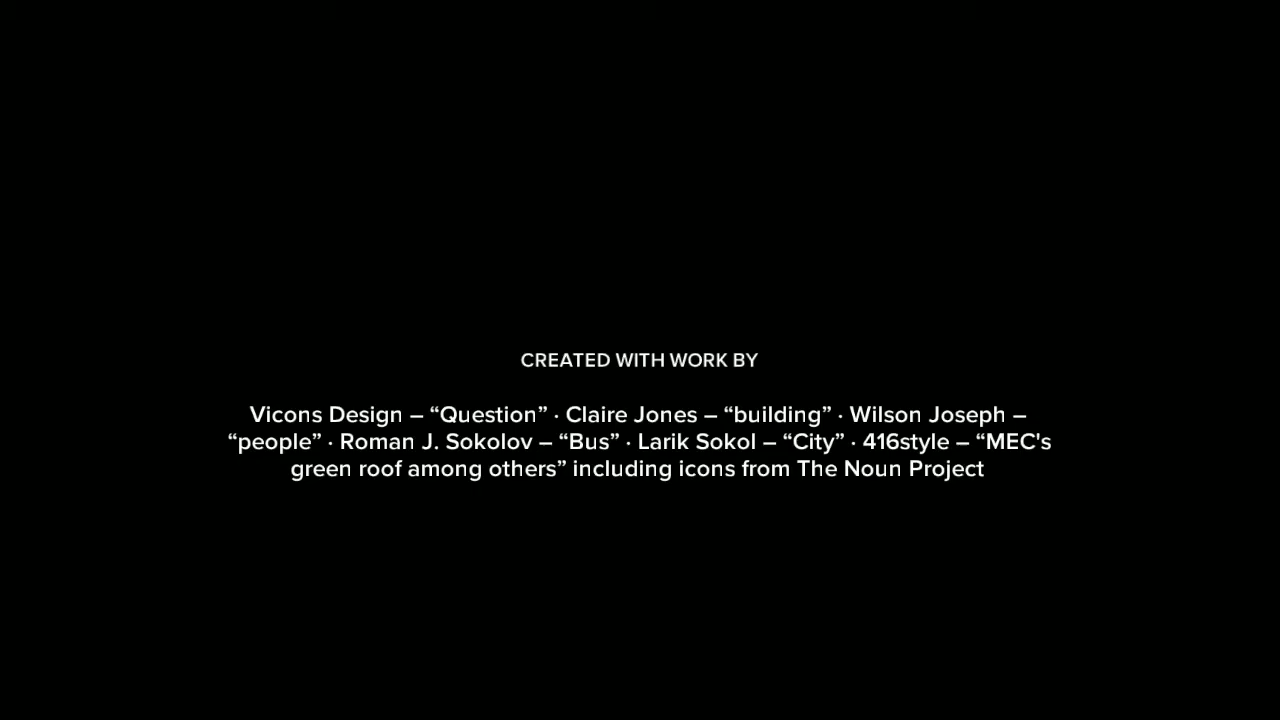 CREATED WITH WORK BY
Vicons Design – “Question” · Claire Jones – “building” · Wilson Joseph –
“people” · Roman J. Sokolov – “Bus” · Larik Sokol – “City” · 416style – “MEC's
green roof among others” including icons from The Noun Project